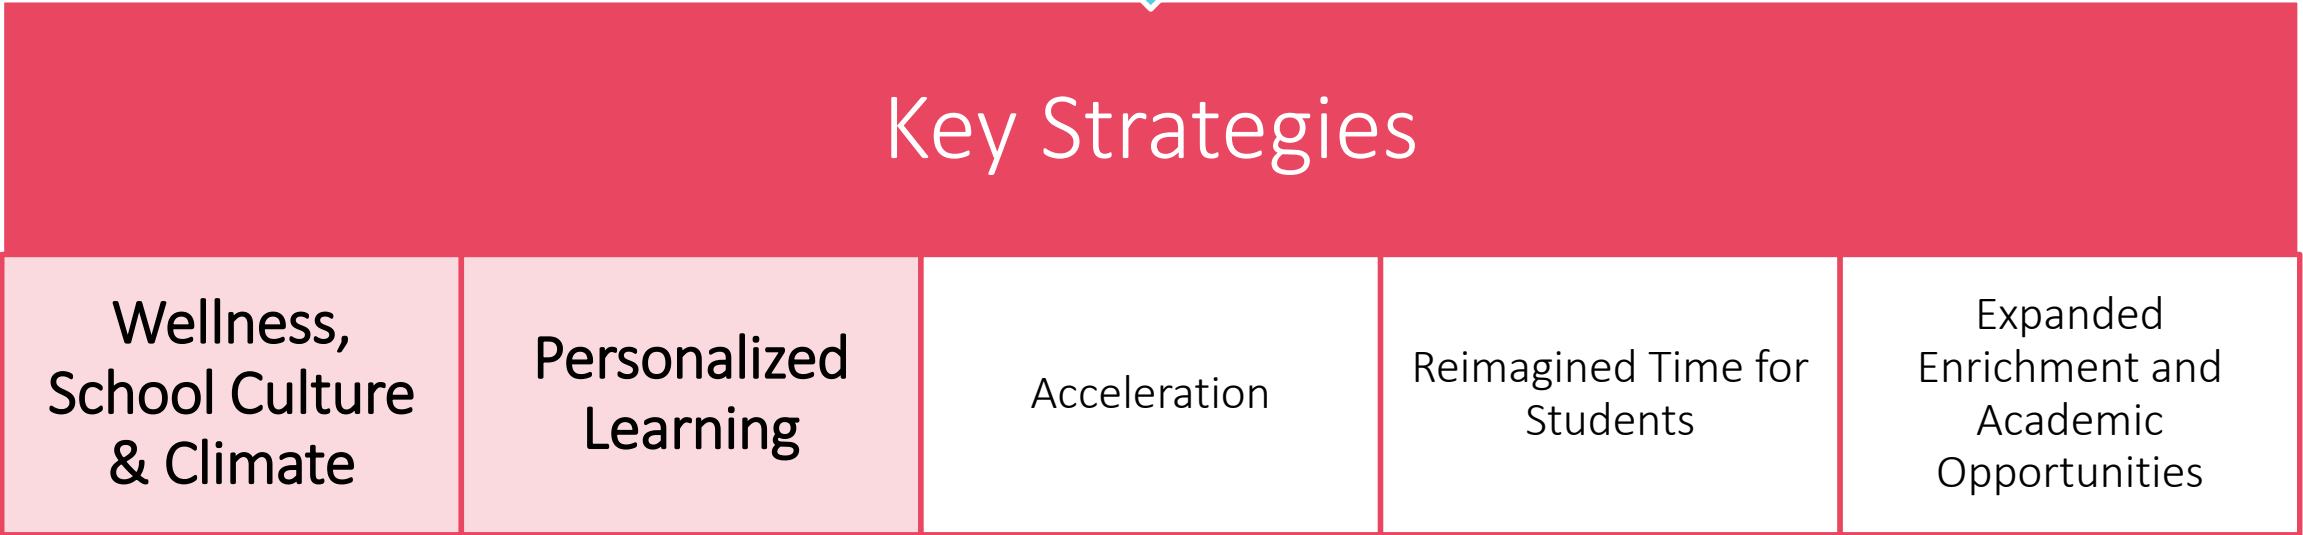 Key Strategies
Wellness,
School Culture
& Climate
Personalized
Learning
Acceleration
Reimagined Time for
Students
Expanded
Enrichment and
Academic
Opportunities